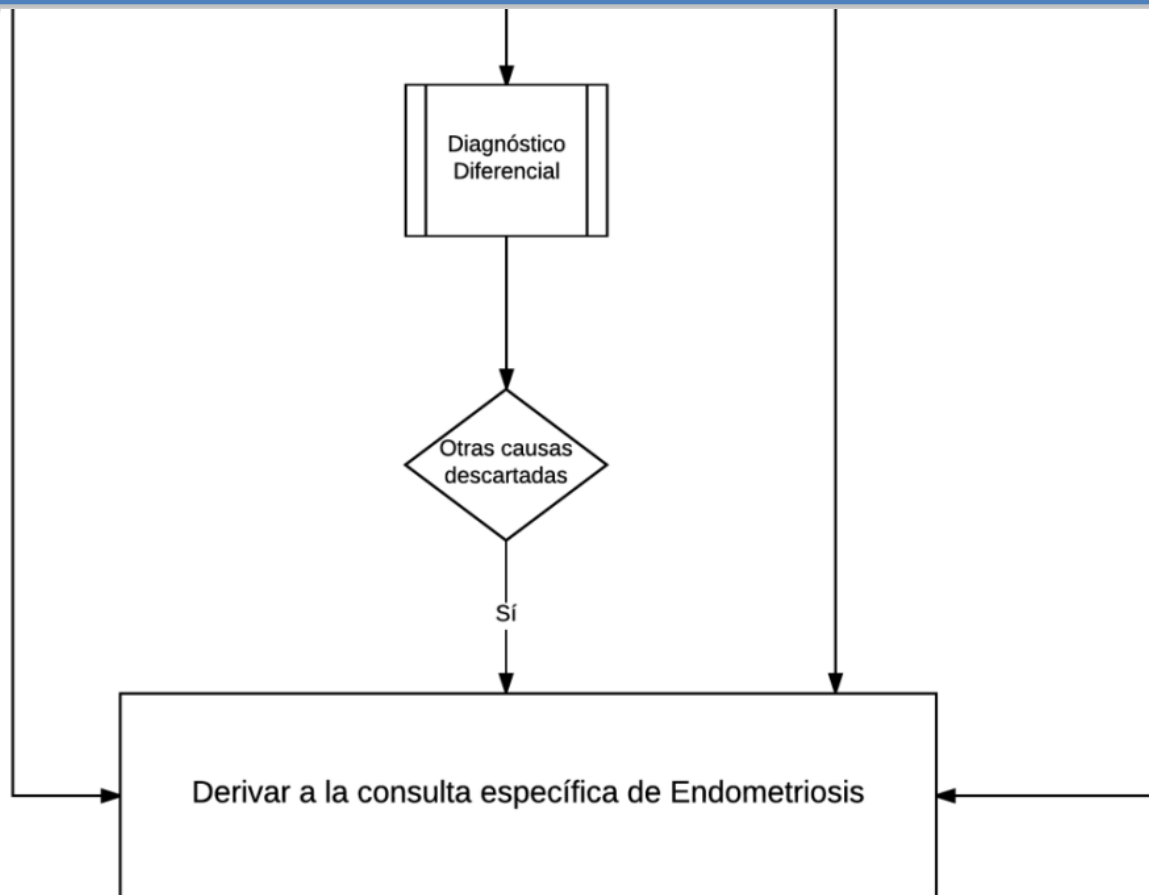 Diagnóstico
Diferencial
Otras causas
descartadas
Sí
Derivar a la consulta específica de Endometriosis